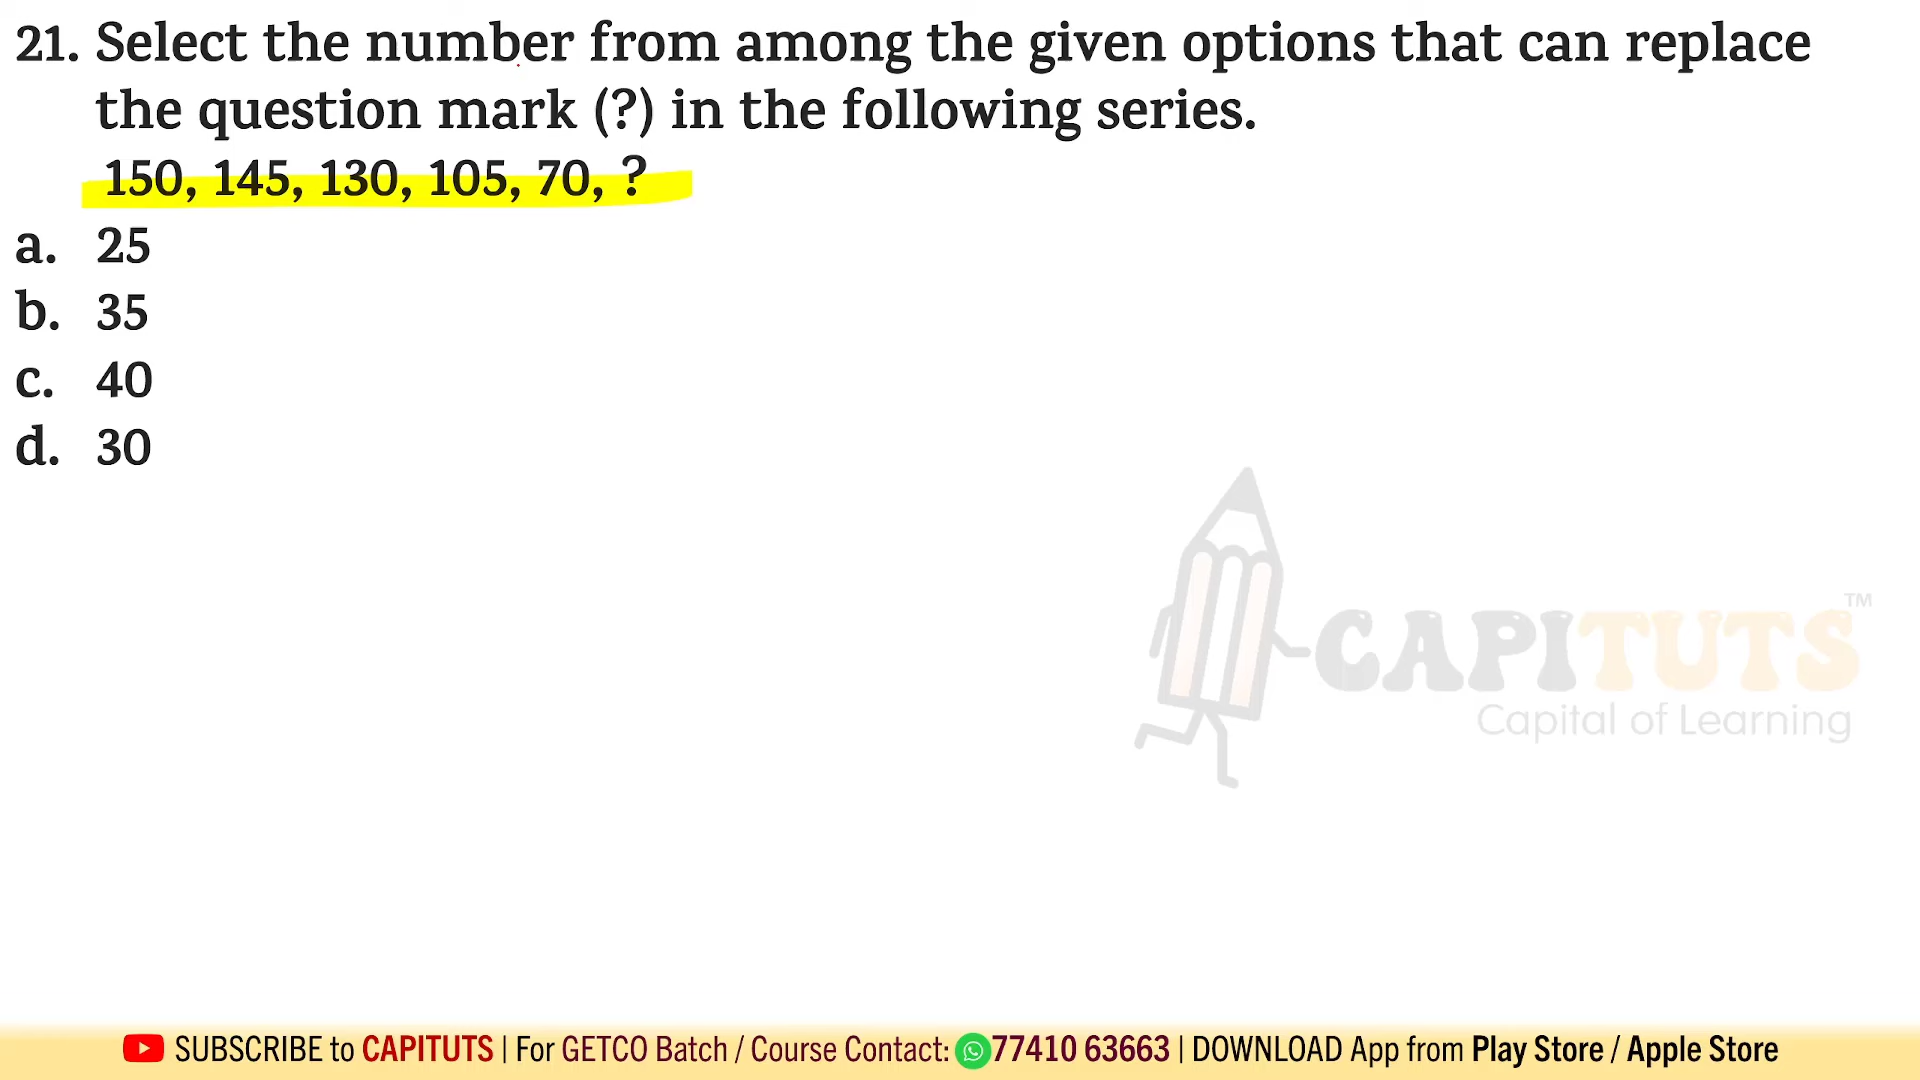 21. Select the number from among the given options that can replace
the question mark (?) in the following series.
150, 145, 130, 105, 70, ?
a. 25
b. 35
c. 40
d. 30
CAPITUTS™
Capital of Learning
SUBSCRIBE to CAPITUTS | For GETCO Batch / Course Contact: 77410 63663 | DOWNLOAD App from Play Store / Apple Store